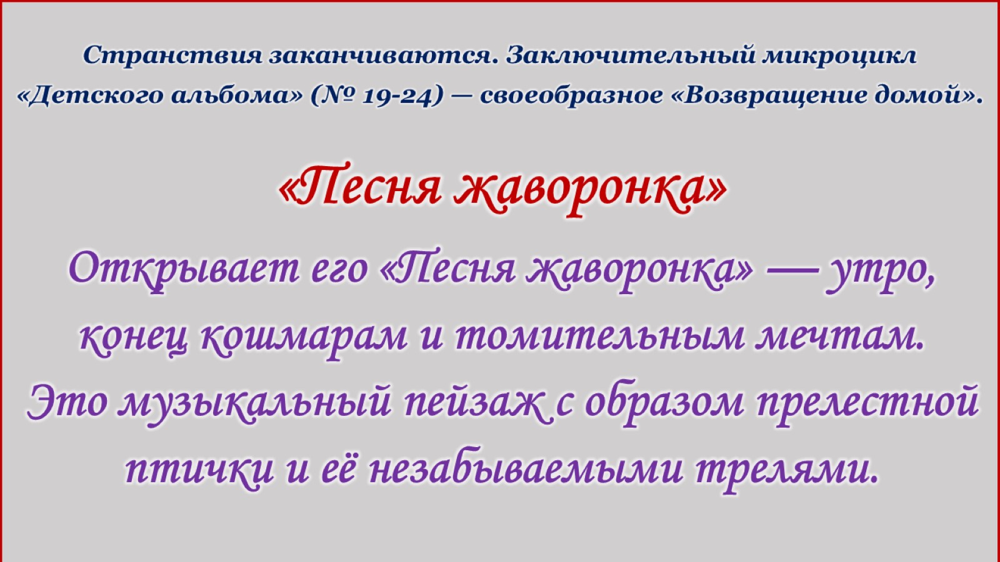 Странствия заканчиваются. Заключительный микроцикл
«Детского альбома» (№ 19-24) — своеобразное «Возвращение домой».
«Песня жаворонка»
Открывает его «Песня жаворонка» — утро,
конец кошмарам и томительным мечтам.
Это музыкальный пейзаж с образом прелестной
птички и её незабываемыми трелями.